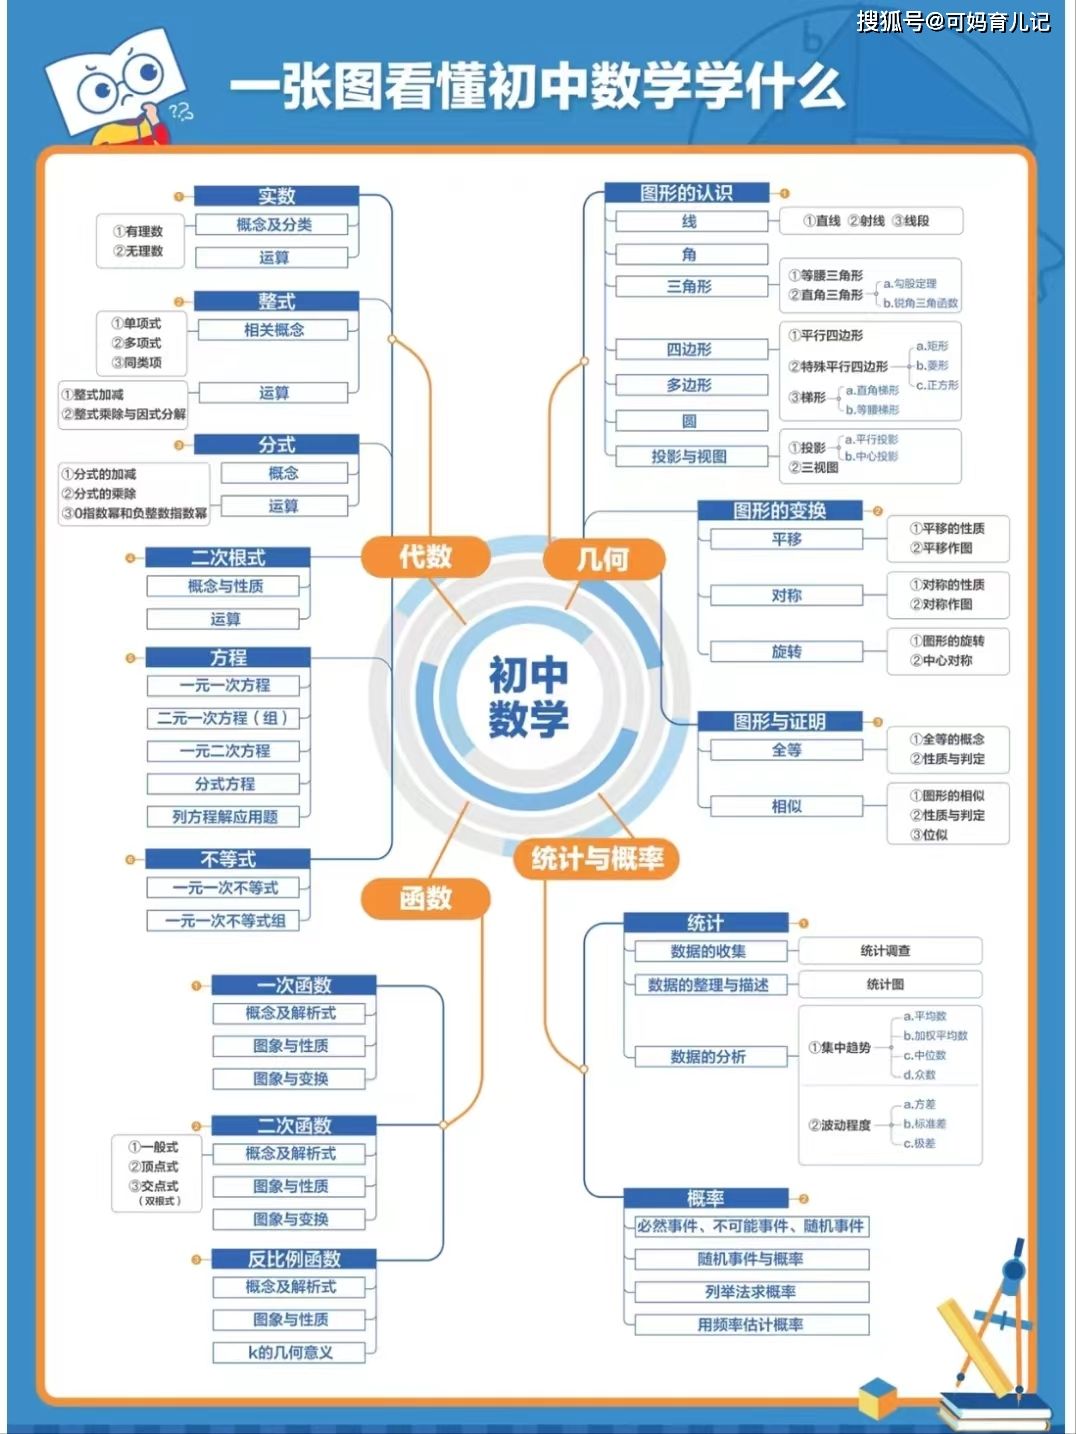 搜狐号@可妈育儿记
一张图看懂初中数学学什么
??
初中
数学
代数
1
实数
概念及分类
①有理数
②无理数
运算
2
整式
相关概念
①单项式
②多项式
③同类项
运算
①整式加减
②整式乘除与因式分解
3
分式
概念
运算
①分式的加减
②分式的乘除
③0指数幂和负整数指数幂
4
二次根式
概念与性质
运算
5
方程
一元一次方程
二元一次方程（组）
一元二次方程
分式方程
列方程解应用题
6
不等式
一元一次不等式
一元一次不等式组
几何
图形的认识
1
线
①直线 ②射线 ③线段
角
三角形
①等腰三角形
②直角三角形
a.勾股定理
b.锐角三角函数
四边形
①平行四边形
②特殊平行四边形
a.矩形
b.菱形
c.正方形
③梯形
a.直角梯形
b.等腰梯形
多边形
圆
投影与视图
①投影
a.平行投影
b.中心投影
②三视图
图形的变换
2
平移
①平移的性质
②平移作图
对称
①对称的性质
②对称作图
旋转
①图形的旋转
②中心对称
图形与证明
3
全等
①全等的概念
②性质与判定
相似
①图形的相似
②性质与判定
③位似
函数
1
一次函数
概念及解析式
图象与性质
图象与变换
2
二次函数
概念及解析式
①一般式
②顶点式
③交点式
（双根式）
图象与性质
图象与变换
3
反比例函数
概念及解析式
图象与性质
k的几何意义
统计与概率
统计
1
数据的收集
统计调查
数据的整理与描述
统计图
数据的分析
①集中趋势
a.平均数
b.加权平均数
c.中位数
d.众数
②波动程度
a.方差
b.标准差
c.极差
概率
2
必然事件、不可能事件、随机事件
随机事件与概率
列举法求概率
用频率估计概率